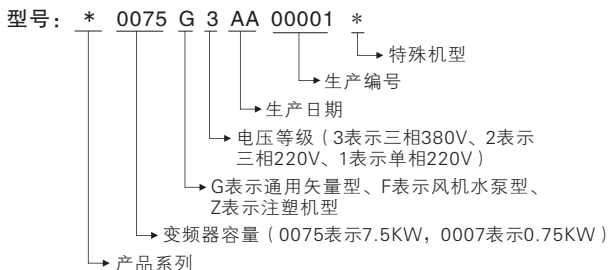 型号： * 0075 G 3 AA 00001 *
特殊机型
生产编号
生产日期
电压等级（3表示三相380V、2表示
三相220V、1表示单相220V）
G表示通用矢量型、F表示风机水泵型、
Z表示注塑机型
变频器容量（0075表示7.5KW，0007表示0.75KW）
产品系列